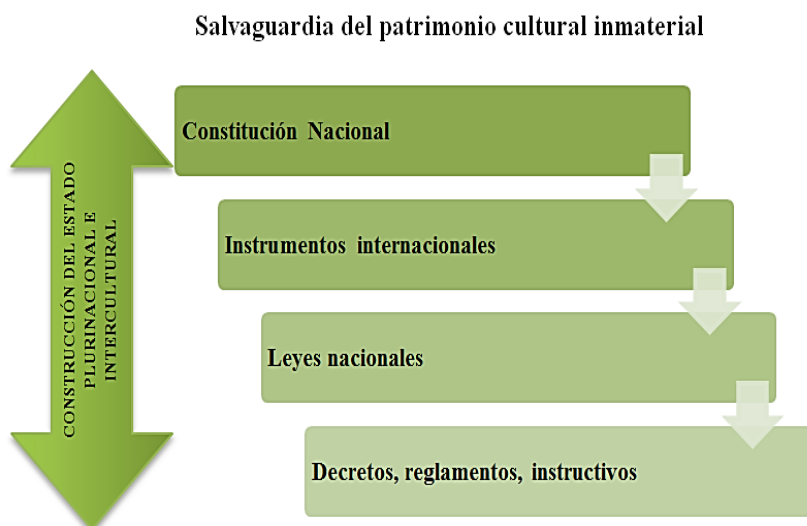 Salvaguardia del patrimonio cultural inmaterial
CONSTRUCCIÓN DEL ESTADO
PLURINACIONAL E
INTERCULTURAL
Constitución Nacional
Instrumentos internacionales
Leyes nacionales
Decretos, reglamentos, instructivos